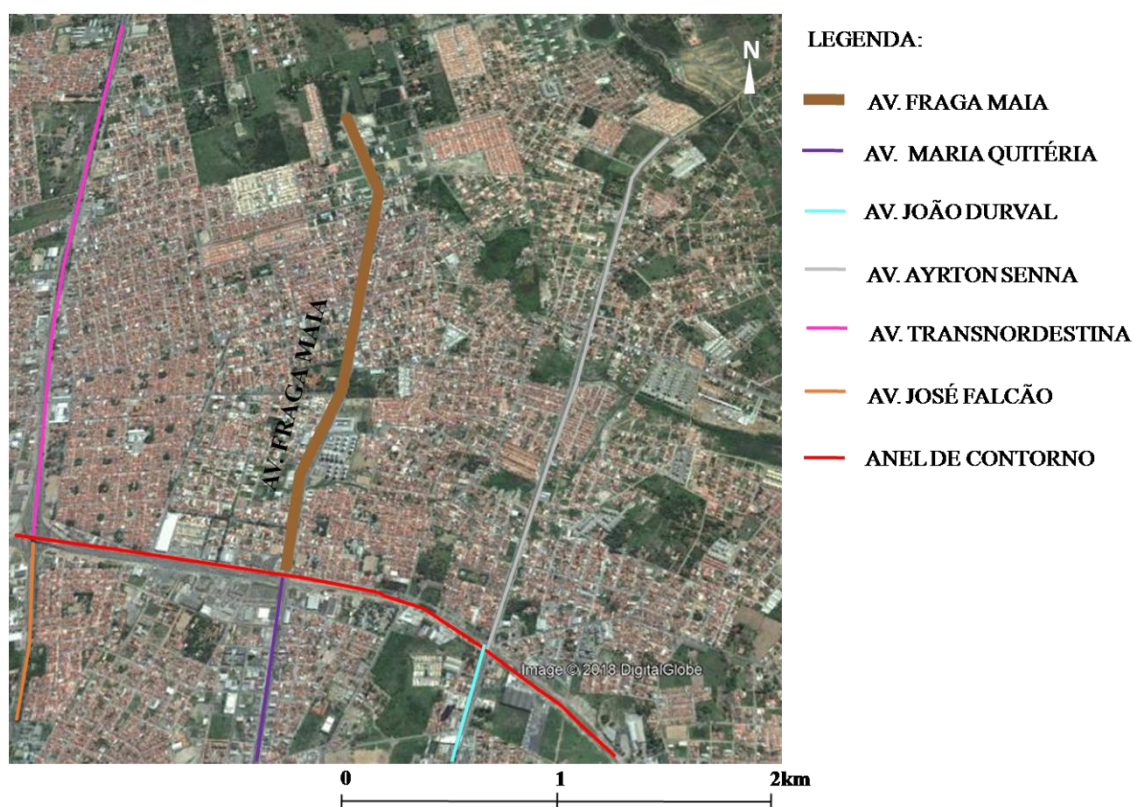 LEGENDA:
N
AV. FRAGA MAIA
AV. MARIA QUITÉRIA
AV. JOÃO DURVAL
AV. AYRTON SENNA
AV. TRANSNORDESTINA
AV. JOSÉ FALCÃO
ANEL DE CONTORNO
AV. FRAGA MAIA
Image © 2018 DigitalGlobe
0 1 2km